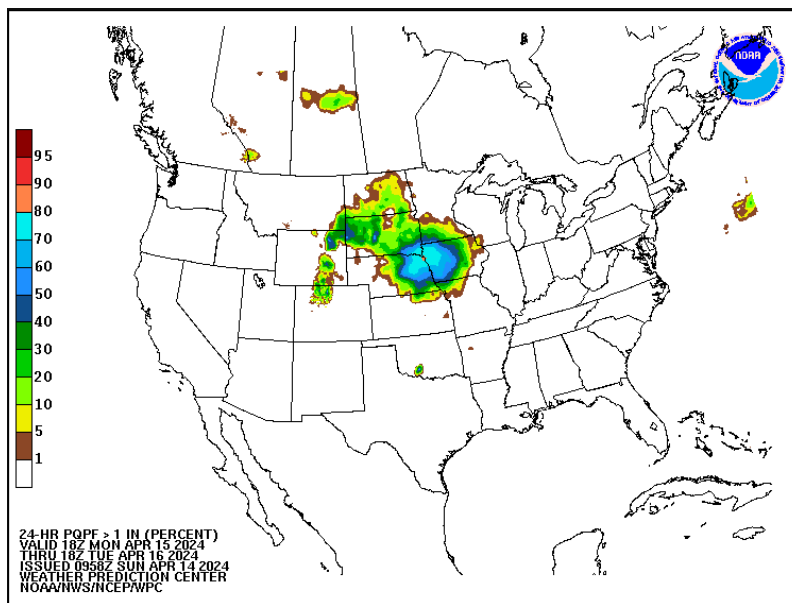 NOAA
95
90
80
70
60
50
40
30
20
10
5
1
24-HR PQPF > 1 IN (PERCENT)
VALID 18Z MON APR 15 2024
THRU 18Z TUE APR 16 2024
ISSUED 0958Z SUN APR 14 2024
WEATHER PREDICTION CENTER
NOAA/NWS/NCEP/WPC